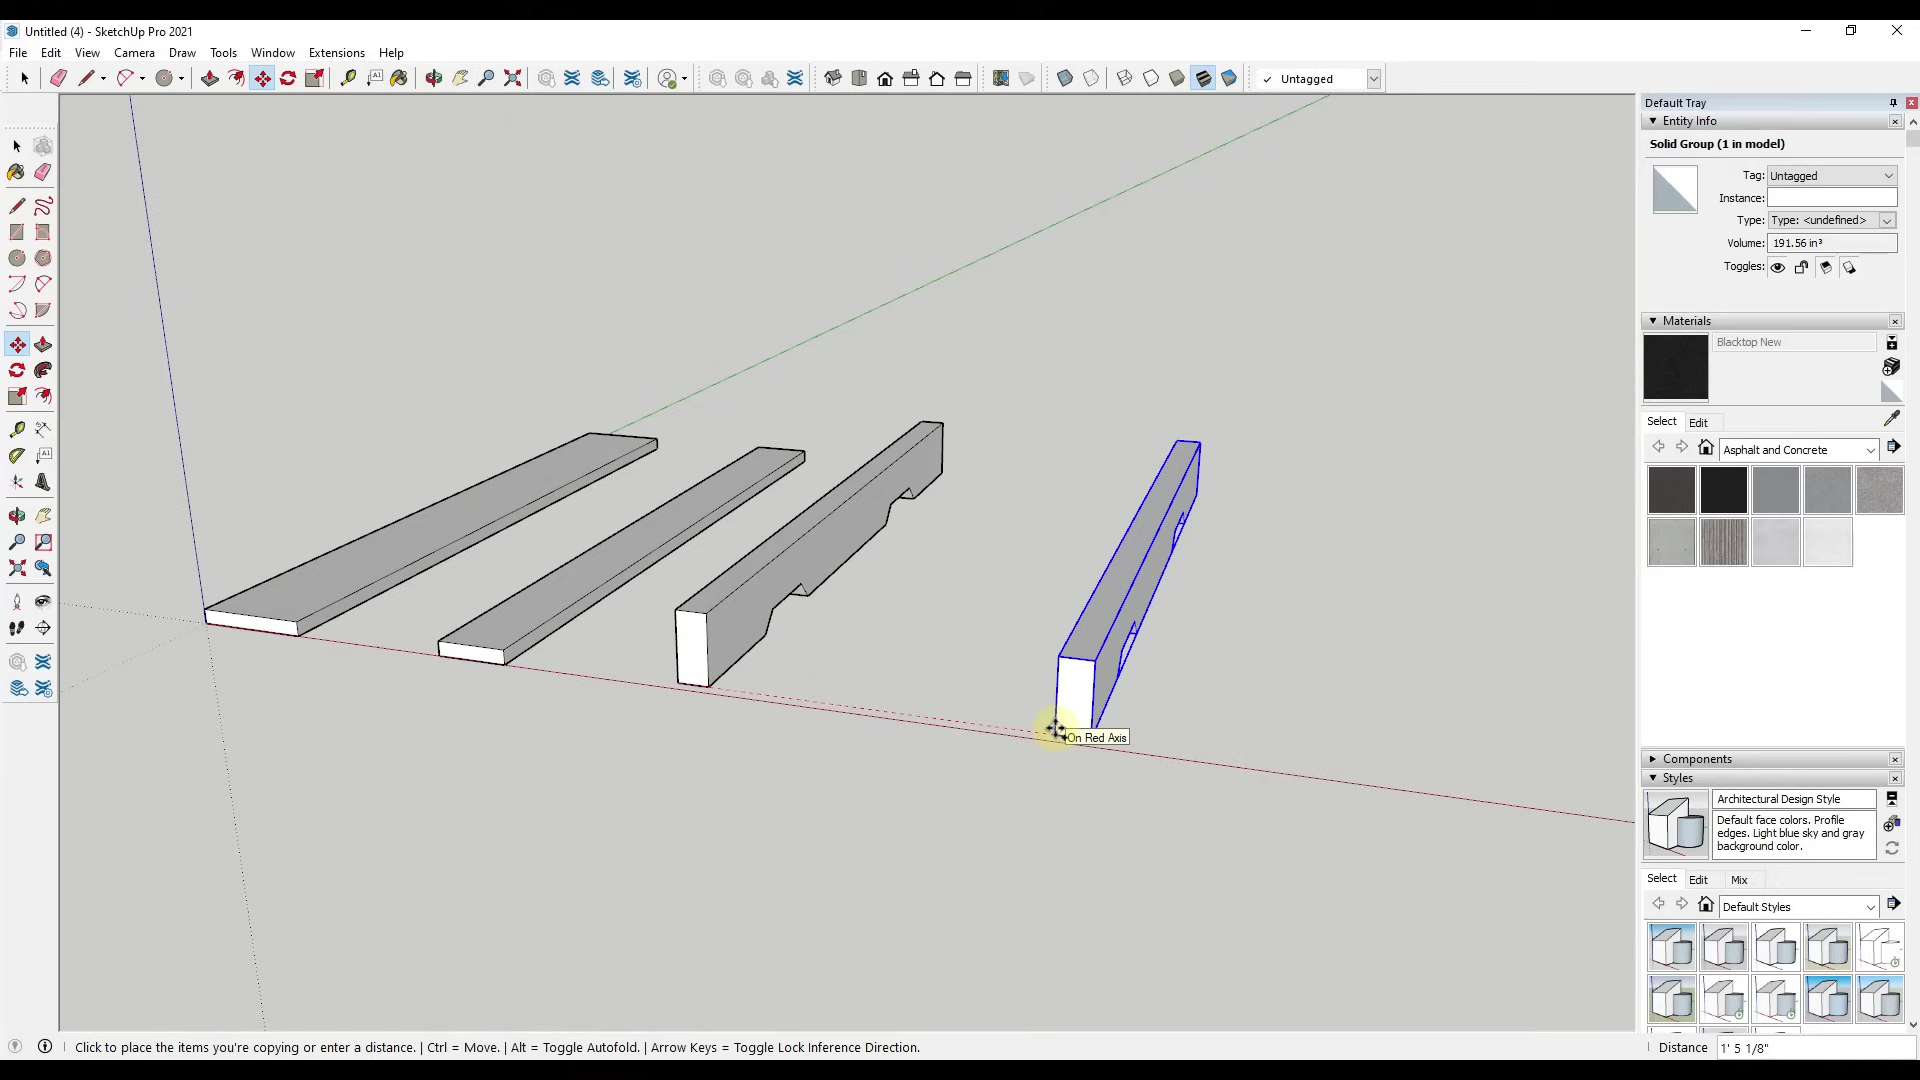 Untitled (4) - SketchUp Pro 2021
File Edit View Camera Draw Tools Window Extensions Help
A1
Untagged
Default Tray
Entity Info
Solid Group (1 in model)
Tag: Untagged
Instance:
Type: Type: <undefined>
Volume: 191.56 in³
Toggles:
Materials
Blacktop New
Select Edit
Asphalt and Concrete
A1
On Red Axis
Components
Styles
Architectural Design Style
Default face colors. Profile
edges. Light blue sky and gray
background color.
Select Edit Mix
Default Styles
Click to place the items you're copying or enter a distance. | Ctrl = Move. | Alt = Toggle Autofold. | Arrow Keys = Toggle Lock Inference Direction.
Distance 1' 5 1/8"